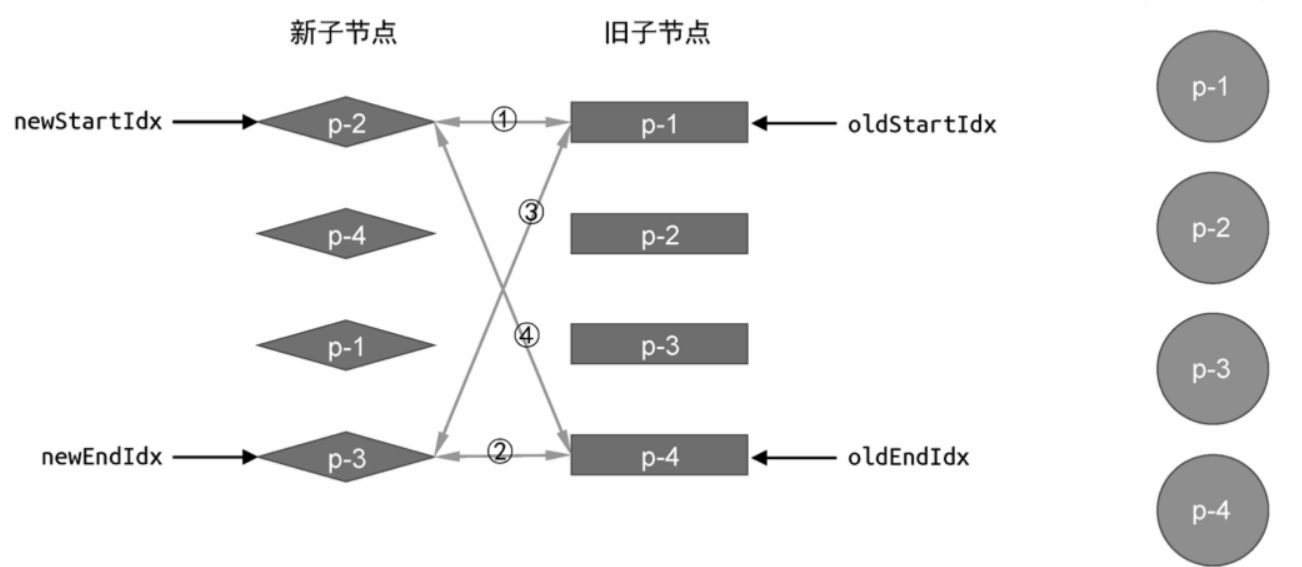 新子节点 旧子节点
newStartIdx p-2 ① p-1 oldStartIdx
p-1
③
p-4 p-2
p-2
④
p-1 p-3
p-3
newEndIdx p-3 ② p-4 oldEndIdx
p-4